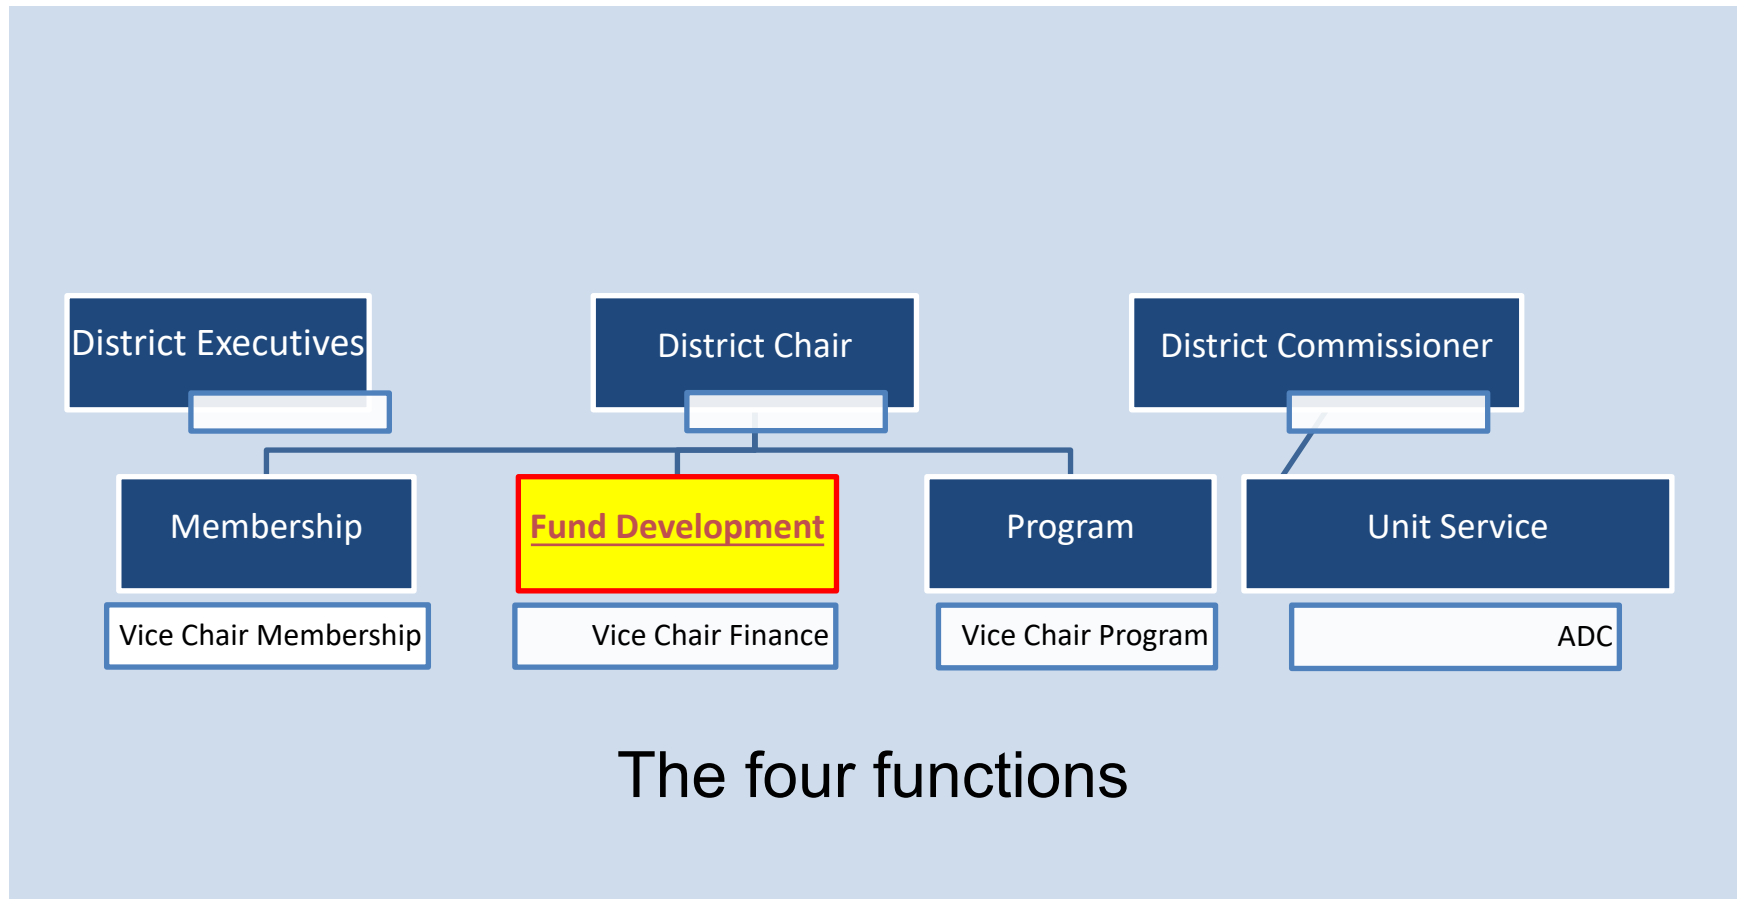 District Executives
District Chair
District Commissioner
Membership
Fund Development
Program
Unit Service
Vice Chair Membership
Vice Chair Finance
Vice Chair Program
ADC
The four functions